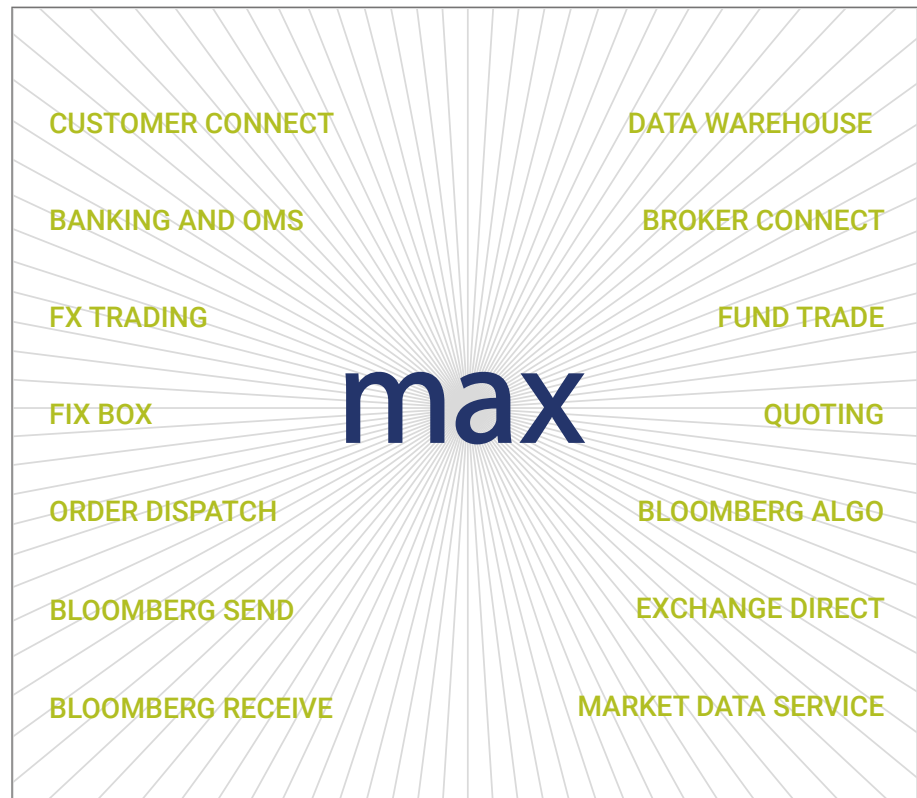 CUSTOMER CONNECT
DATA WAREHOUSE
BANKING AND OMS
BROKER CONNECT
FX TRADING
FUND TRADE
max
FIX BOX
QUOTING
ORDER DISPATCH
BLOOMBERG ALGO
BLOOMBERG SEND
EXCHANGE DIRECT
BLOOMBERG RECEIVE
MARKET DATA SERVICE